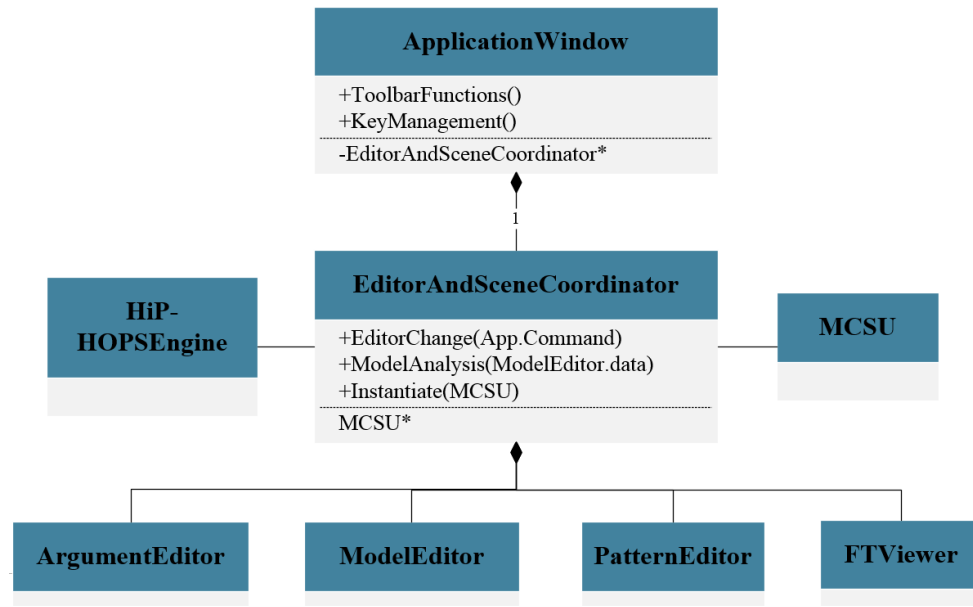 ApplicationWindow
+ToolbarFunctions()
+KeyManagement()
-EditorAndSceneCoordinator*
1
EditorAndSceneCoordinator
+EditorChange(App.Command)
+ModelAnalysis(ModelEditor.data)
+Instantiate(MCSU)
MCSU*
HiP-
HOPSEngine
MCSU
ArgumentEditor
ModelEditor
PatternEditor
FTViewer